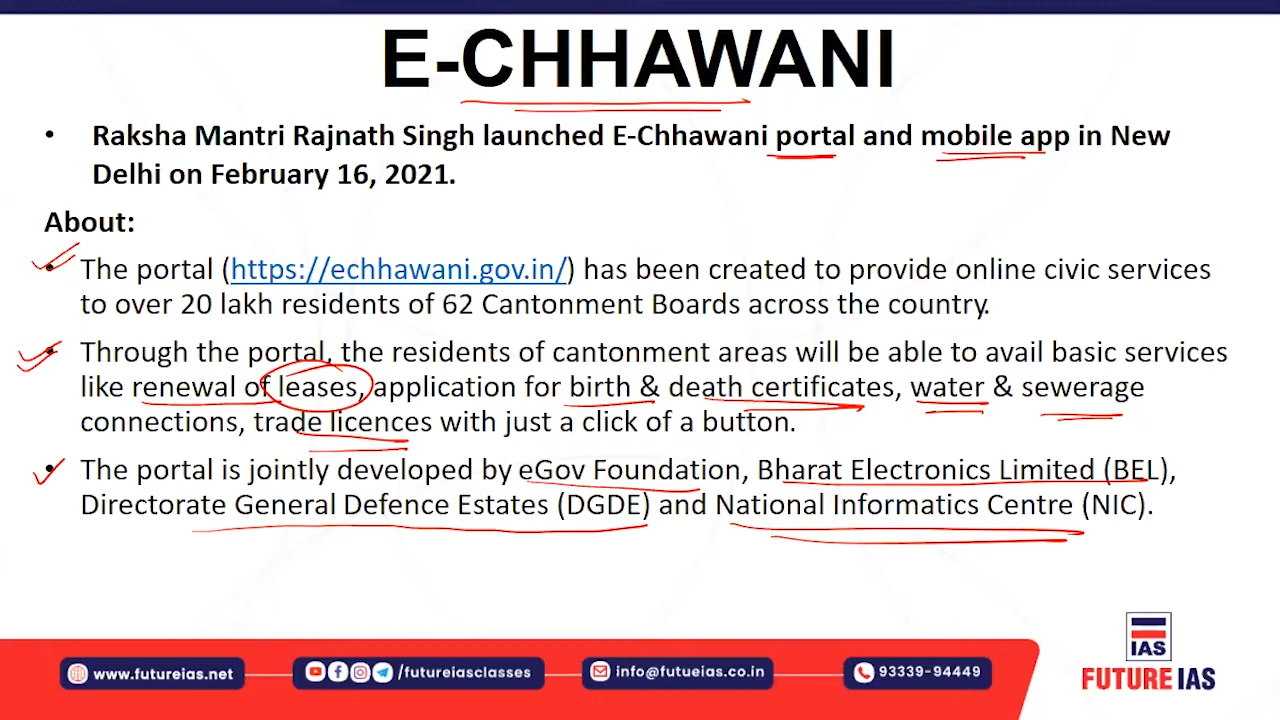 E-CHHAWANI
• Raksha Mantri Rajnath Singh launched E-Chhawani portal and mobile app in New
Delhi on February 16, 2021.
About:
• The portal (https://echhawani.gov.in/) has been created to provide online civic services
to over 20 lakh residents of 62 Cantonment Boards across the country.
• Through the portal, the residents of cantonment areas will be able to avail basic services
like renewal of leases, application for birth & death certificates, water & sewerage
connections, trade licences with just a click of a button.
• The portal is jointly developed by eGov Foundation, Bharat Electronics Limited (BEL),
Directorate General Defence Estates (DGDE) and National Informatics Centre (NIC).
IAS
FUTURE IAS
www.futureias.net
/futureiasclasses
info@futueias.co.in
93339-94449